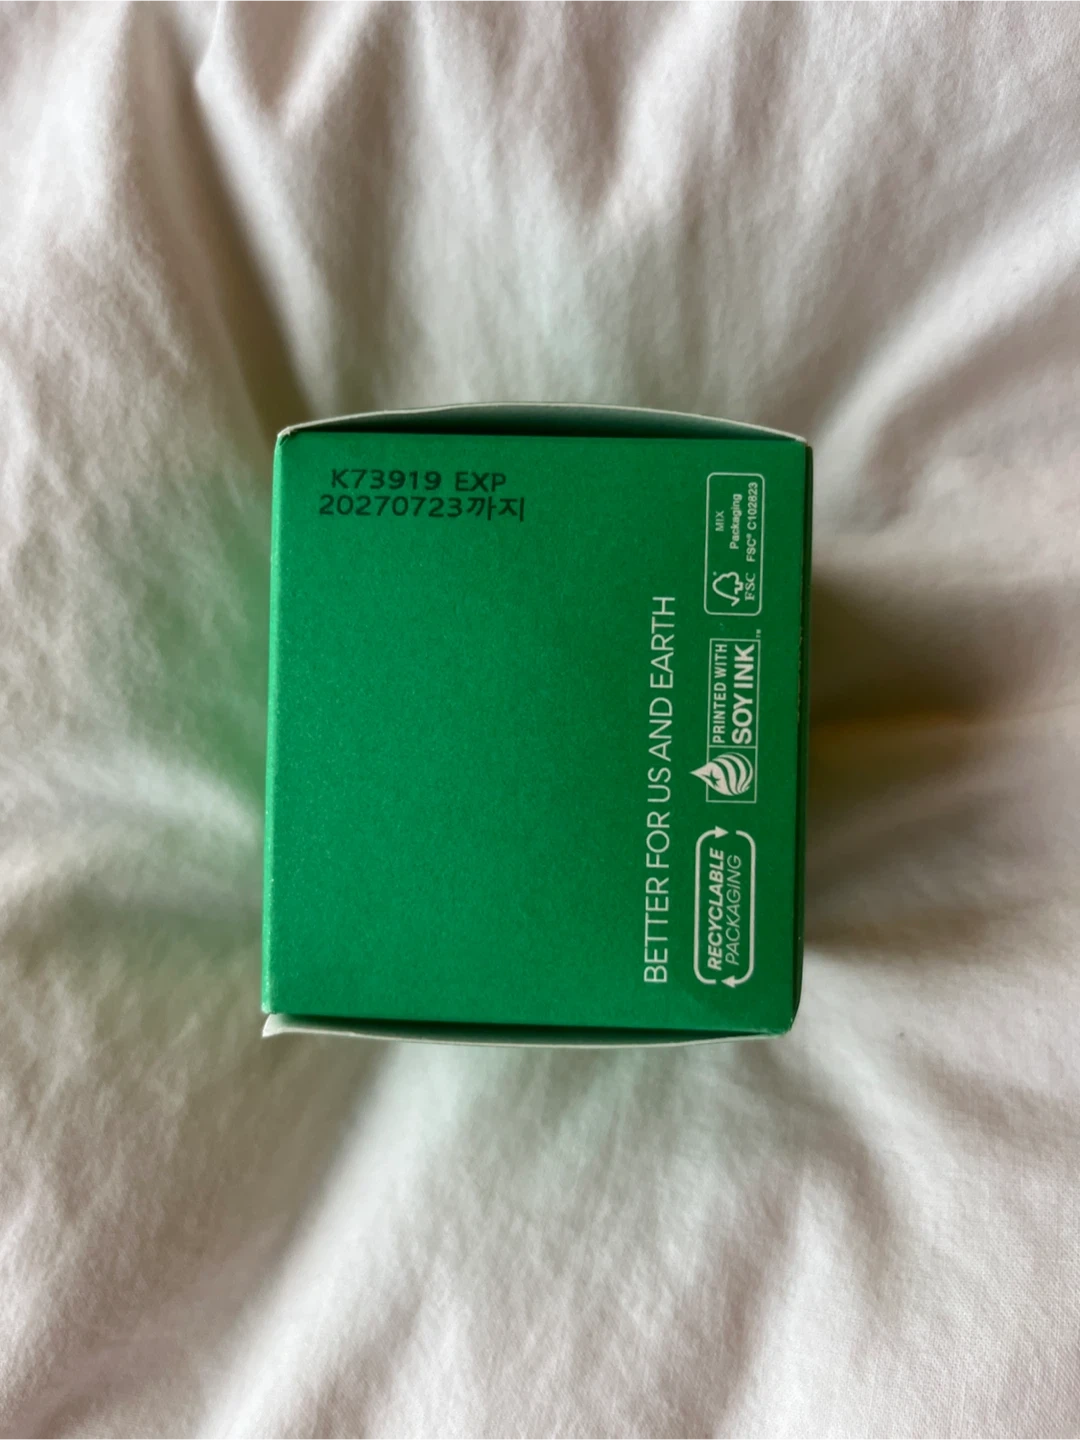 K73919 EXP
20270723까지
BETTER FOR US AND EARTH
RECYCLABLE
PACKAGING
PRINTED WITH
SOY INK™
FSC
MIX
Packaging
FSC® C102823